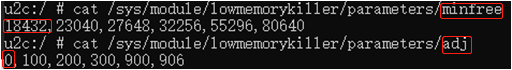 u2c:/ # cat /sys/module/lowmemorykiller/parameters/minfree
18432,23040,27648,32256,55296,80640
u2c:/ # cat /sys/module/lowmemorykiller/parameters/adj
0,100,200,300,900,906